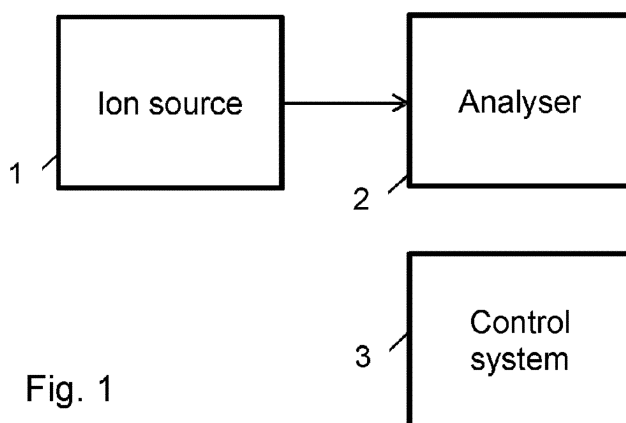 Ion source
Analyser
1
2
Control
system
3
Fig. 1